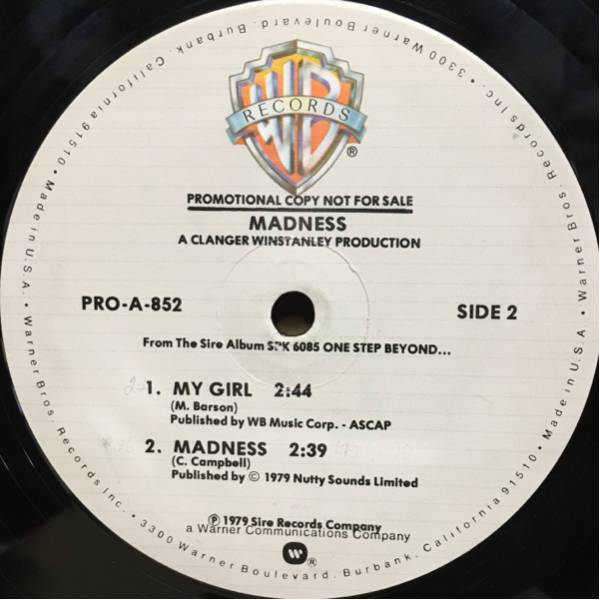 WB
RECORDS
®
PROMOTIONAL COPY NOT FOR SALE
MADNESS
A CLANGER WINSTANLEY PRODUCTION
PRO-A-852
SIDE 2
From The Sire Album SRK 6085 ONE STEP BEYOND...
1. MY GIRL 2:44
(M. Barson)
Published by WB Music Corp. - ASCAP
2. MADNESS 2:39
(C. Campbell)
Published by © 1979 Nutty Sounds Limited
℗ 1979 Sire Records Company
a Warner Communications Company
W ®
Warner Bros. Records Inc. • 3300 Warner Boulevard. Burbank, California 91510 • Made in U.S.A. •
Warner Bros. Records Inc. • 3300 Warner Boulevard. Burbank, California 91510 • Made in U.S.A. •